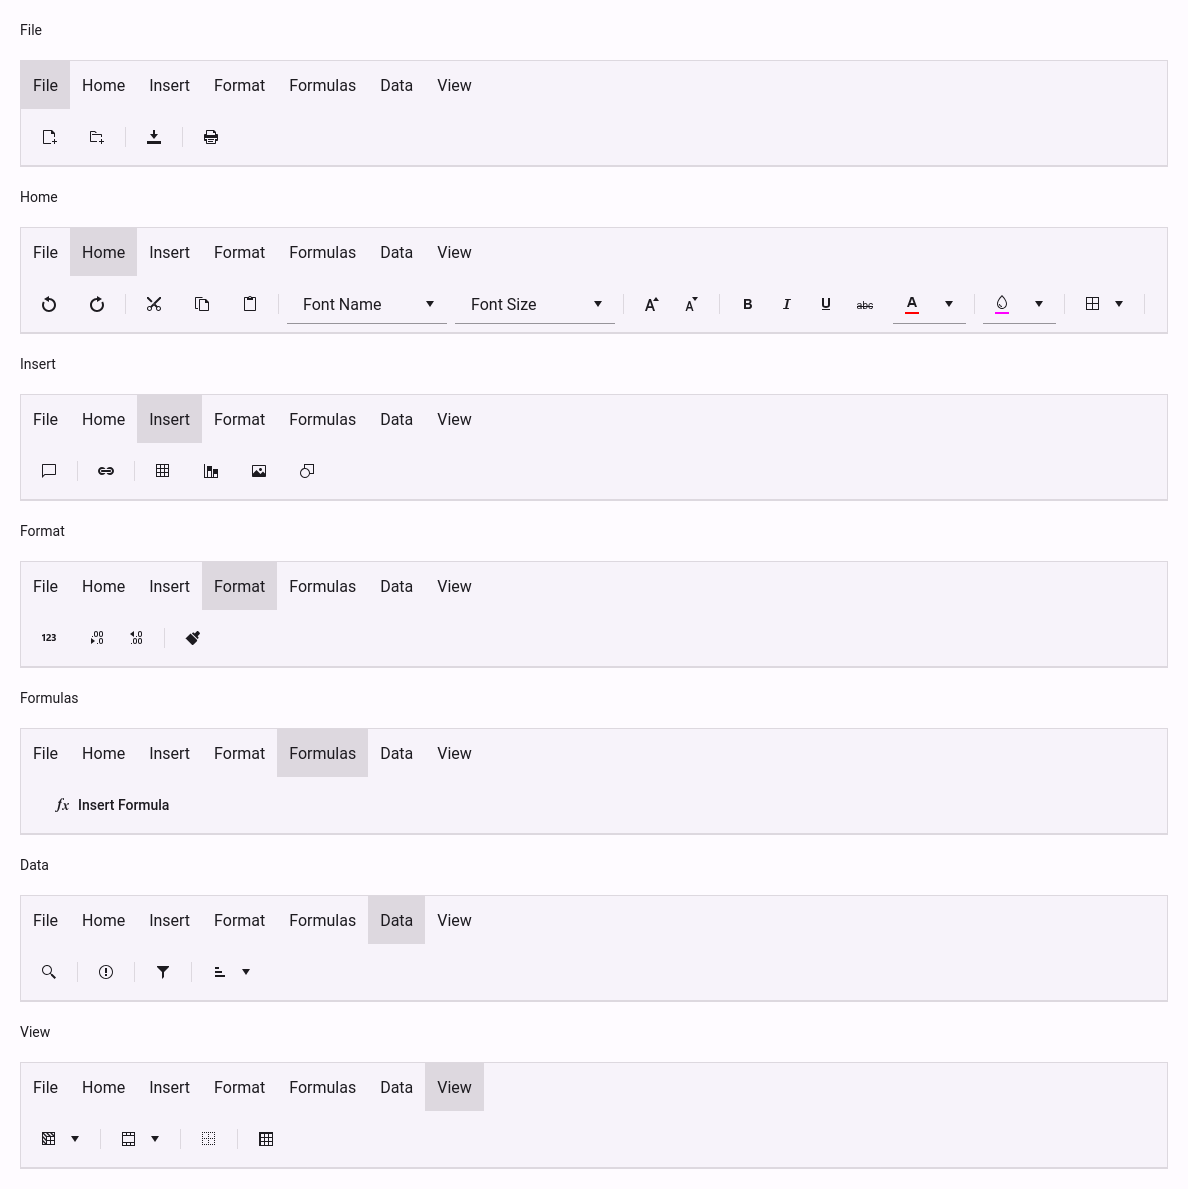 File
File Home Insert Format Formulas Data View
Home
File Home Insert Format Formulas Data View
Font Name Font Size A A B I U abc A
Insert
File Home Insert Format Formulas Data View
Format
File Home Insert Format Formulas Data View
123 .00 .0 .0 .00
Formulas
File Home Insert Format Formulas Data View
fx Insert Formula
Data
File Home Insert Format Formulas Data View
View
File Home Insert Format Formulas Data View